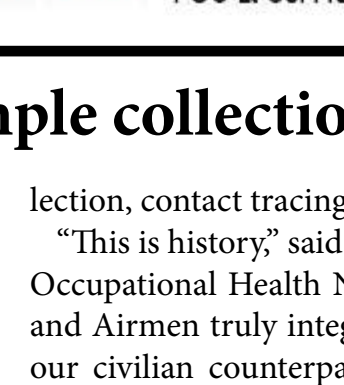 mple collectio
lection, contact tracing
“This is history,” said
Occupational Health N
and Airmen truly integ
our civilian counterpa